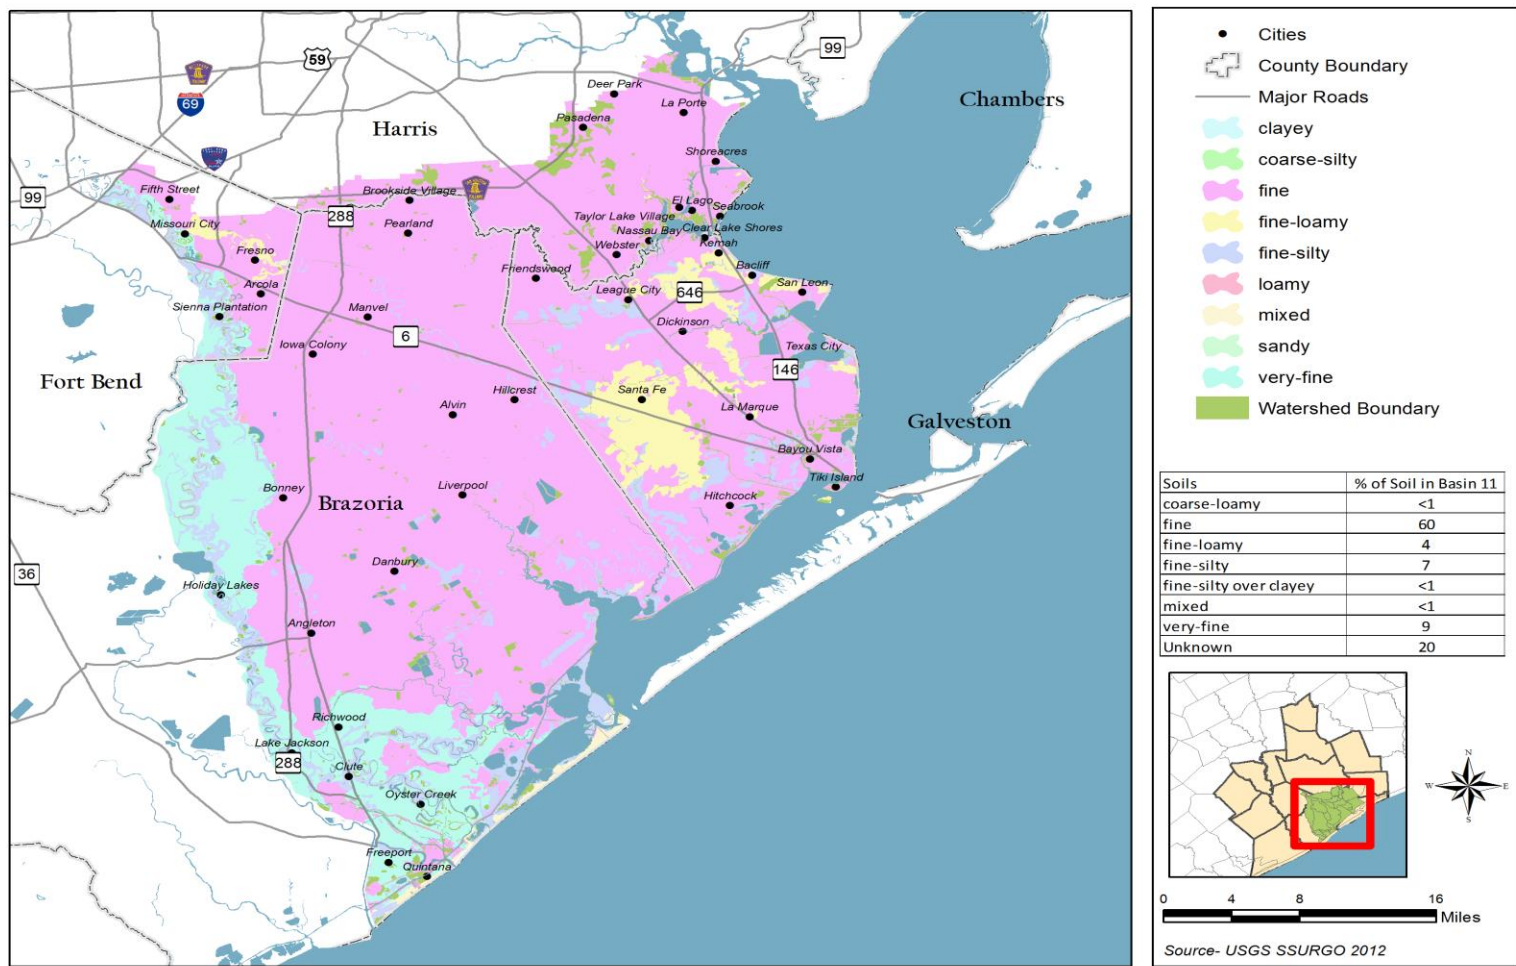 59
99
Chambers
Deer Park
69
La Porte
Harris
Pasadena
Shoreacres
99
Fifth Street
Brookside Village
El Lago
288
Seabrook
Missouri City
Pearland
Taylor Lake Village
Nassau Bay
Clear Lake Shores
Webster
Kemah
Fresno
Friendswood
Bacliff
Arcola
League City
646
San Leon
Sienna Plantation
Manvel
Dickinson
6
Iowa Colony
Texas City
146
Fort Bend
Hillcrest
Santa Fe
Alvin
La Marque
Galveston
Bayou Vista
Bonney
Liverpool
Tiki Island
Brazoria
Hitchcock
36
Danbury
Holiday Lakes
Angleton
Richwood
Lake Jackson
288
Clute
Oyster Creek
Freeport
Quintana
Cities
County Boundary
Major Roads
clayey
coarse-silty
fine
fine-loamy
fine-silty
loamy
mixed
sandy
very-fine
Watershed Boundary
Soils % of Soil in Basin 11
coarse-loamy <1
fine 60
fine-loamy 4
fine-silty 7
fine-silty over clayey <1
mixed <1
very-fine 9
Unknown 20
N
W E
S
0 4 8 16
Miles
Source- USGS SSURGO 2012